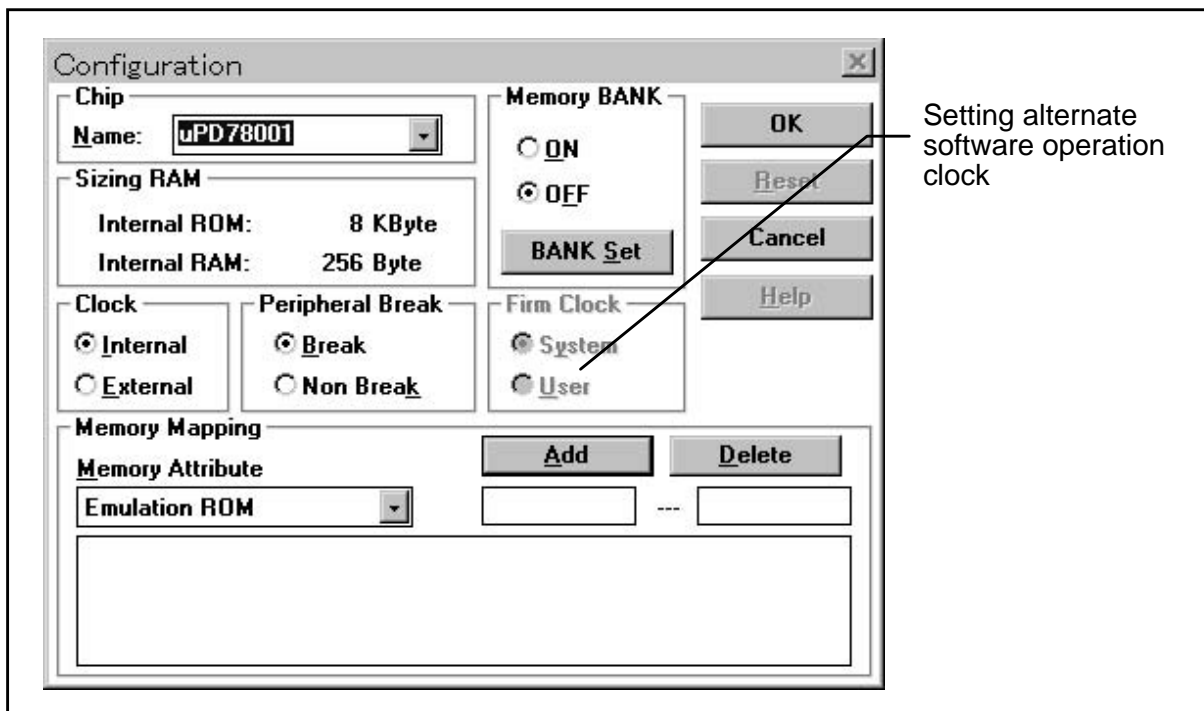 Configuration
Chip
Name: uPD78001
Memory BANK
ON
OFF
BANK Set
OK
Reset
Cancel
Help
Sizing RAM
Internal ROM: 8 KByte
Internal RAM: 256 Byte
Clock
Internal
External
Peripheral Break
Break
Non Break
Firm Clock
System
User
Memory Mapping
Memory Attribute
Emulation ROM
Add
Delete
---
Setting alternate
software operation
clock